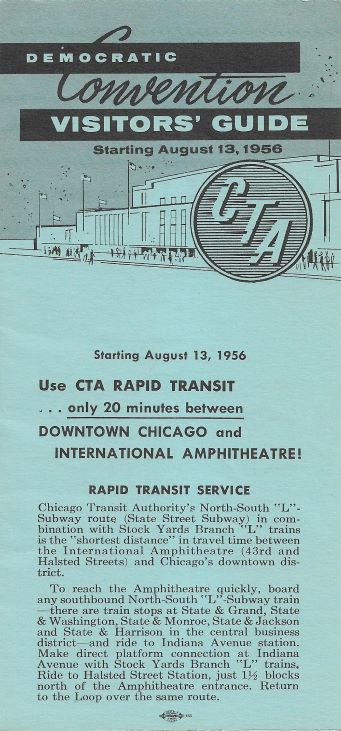 DEMOCRATIC
Convention
VISITORS' GUIDE
Starting August 13, 1956
CTA
Starting August 13, 1956
Use CTA RAPID TRANSIT
. . . only 20 minutes between
DOWNTOWN CHICAGO and
INTERNATIONAL AMPHITHEATRE!
RAPID TRANSIT SERVICE
Chicago Transit Authority's North-South "L"-
Subway route (State Street Subway) in com-
bination with Stock Yards Branch "L" trains
is the "shortest distance" in travel time between
the International Amphitheatre (43rd and
Halsted Streets) and Chicago's downtown dis-
trict.
To reach the Amphitheatre quickly, board
any southbound North-South "L"-Subway train
—there are train stops at State & Grand, State
& Washington, State & Monroe, State & Jackson
and State & Harrison in the central business
district—and ride to Indiana Avenue station.
Make direct platform connection at Indiana
Avenue with Stock Yards Branch "L" trains,
Ride to Halsted Street Station, just 1½ blocks
north of the Amphitheatre entrance. Return
to the Loop over the same route.